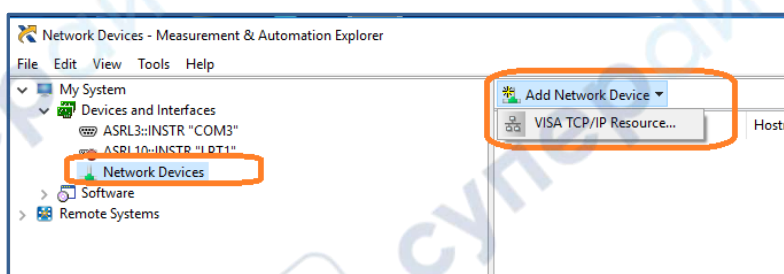 Network Devices - Measurement & Automation Explorer
File Edit View Tools Help
My System
Devices and Interfaces
ASRL3::INSTR "COM3"
ASRL10::INSTR "LPT1"
Network Devices
Software
Remote Systems
Add Network Device
VISA TCP/IP Resource...
Host
супер